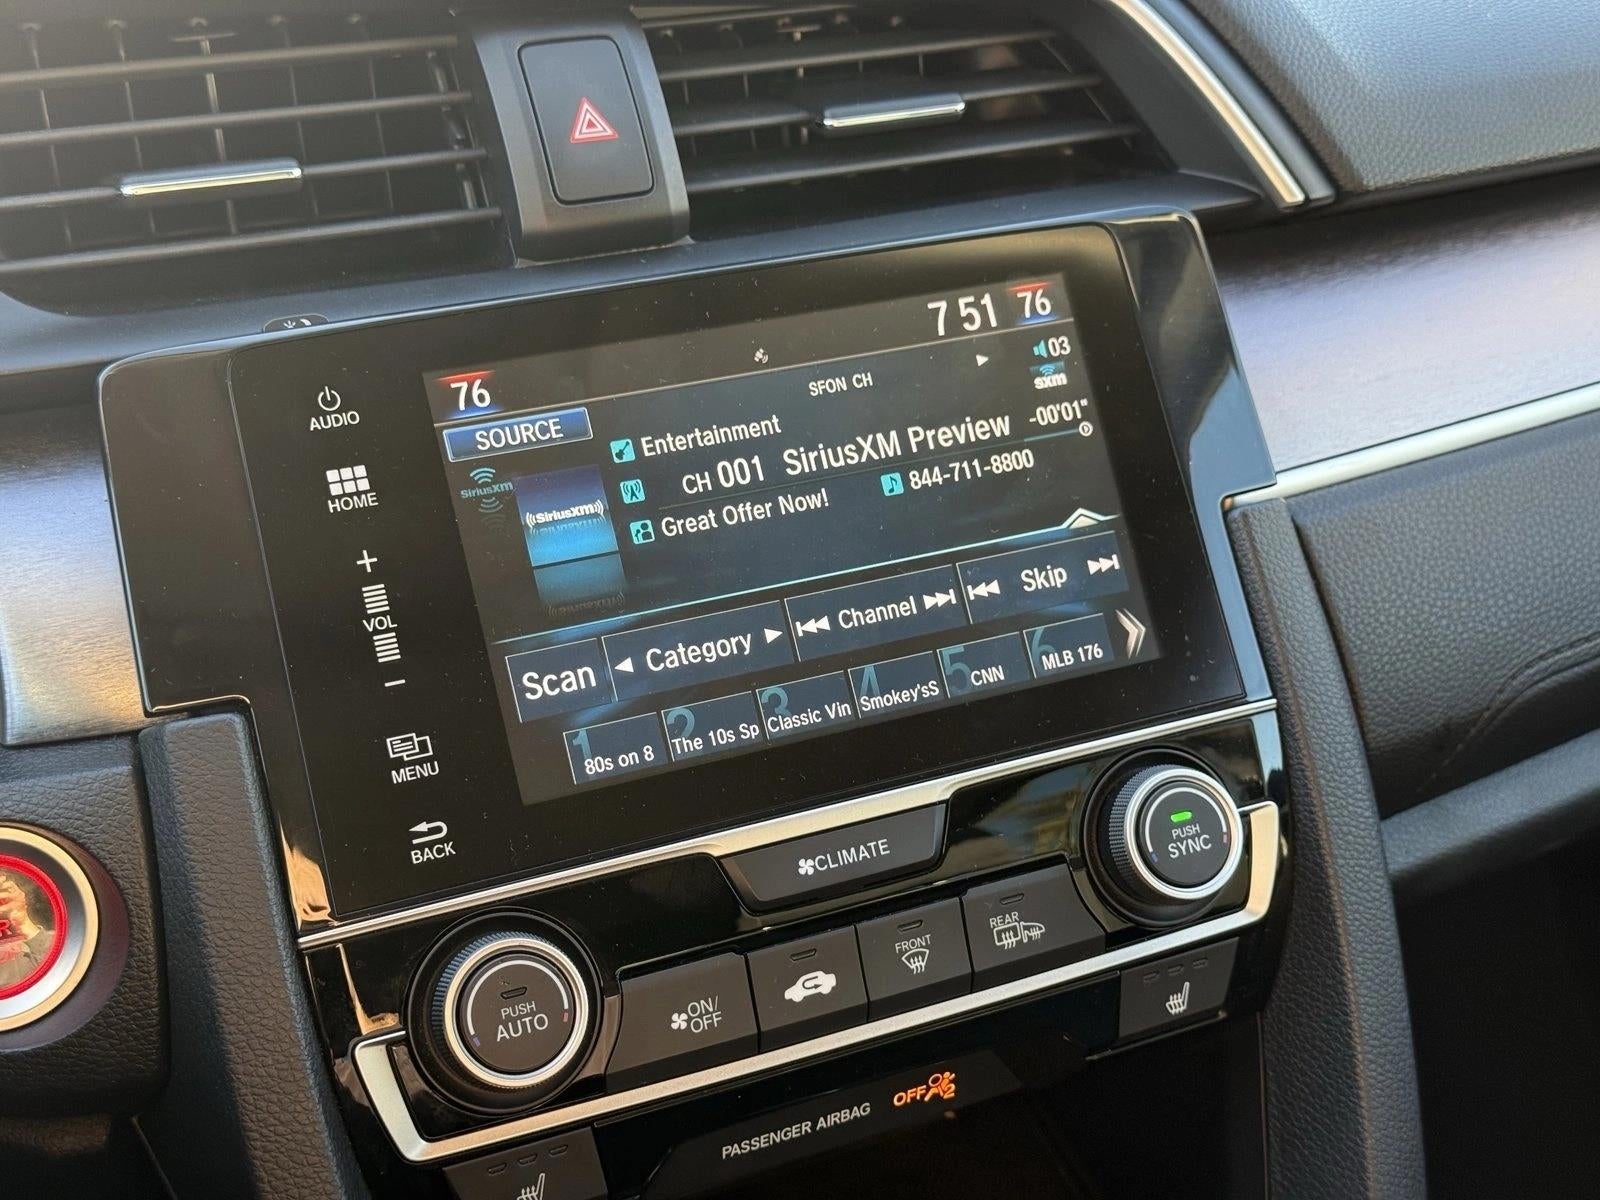 7 51 76
76
03
sxm
SFON CH
SOURCE
Entertainment
-00'01"
SiriusXM
((SiriusXM))
CH 001 SiriusXM Preview
Great Offer Now!
844-711-8800
Scan
Category
Channel
Skip
1 80s on 8
2 The 10s Sp
3 Classic Vin
4 Smokey'sS
5 CNN
6 MLB 176
AUDIO
HOME
+
VOL
-
MENU
BACK
CLIMATE
PUSH
SYNC
PUSH
AUTO
ON/
OFF
FRONT
REAR
PASSENGER AIRBAG
OFF 2